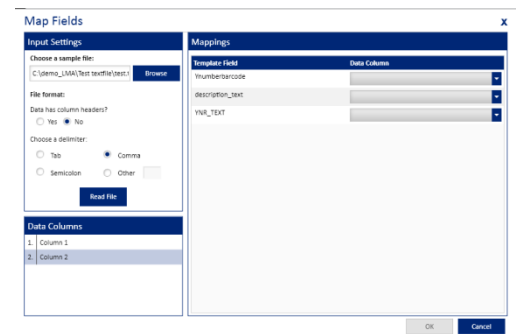 Map Fields
x
Input Settings
Choose a sample file:
C:\demo_LMA\Test textfile\test.t
Browse
File format:
Data has column headers?
Yes No
Choose a delimiter:
Tab Comma
Semicolon Other
Read File
Data Columns
1. Column 1
2. Column 2
Mappings
Template Field Data Column
Ynumberbarcode
description_text
YNR_TEXT
OK Cancel